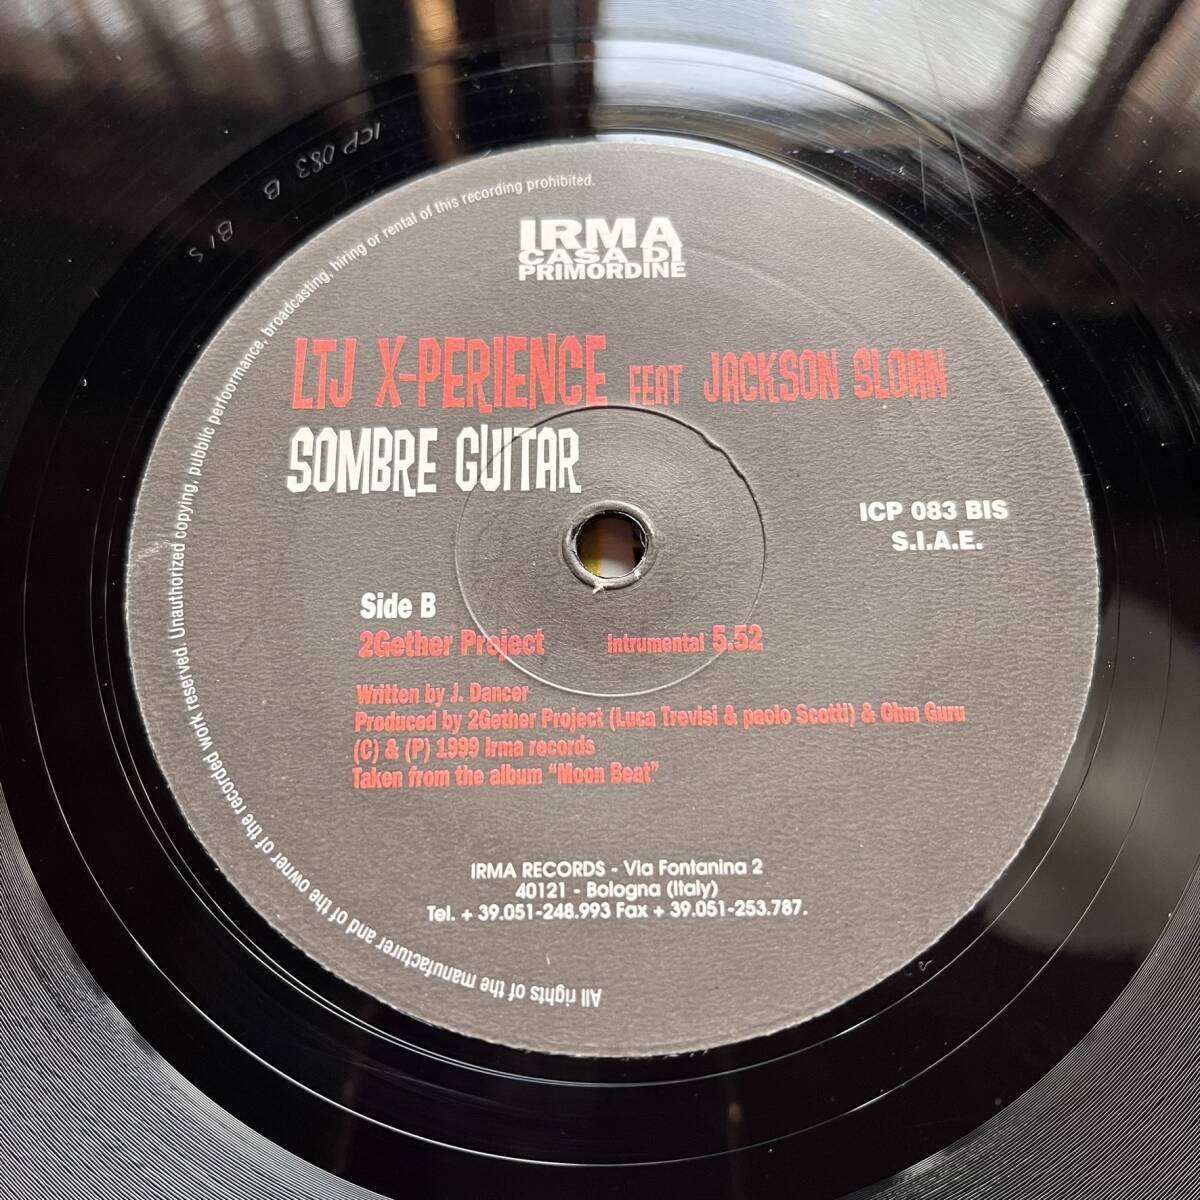 IRMA
CASA DI
PRIMORDINE
LTJ X-PERIENCE FEAT JACKSON SLOAN
SOMBRE GUITAR
ICP 083 BIS
S.I.A.E.
Side B
2Gether Project intrumental 5.52
Written by J. Dancer
Produced by 2Gether Project (Luca Trevisi & paolo Scotti) & Ohm Guru
(C) & (P) 1999 irma records
Taken from the album "Moon Beat"
IRMA RECORDS - Via Fontanina 2
40121 - Bologna (Italy)
Tel. + 39.051-248.993 Fax + 39.051-253.787.
All rights of the manufacturer and of the owner of the recorded work reserved. Unauthorized copying, pubblic perfoormance, broadcasting, hiring or rental of this recording prohibited.
ICP 083 B BIS